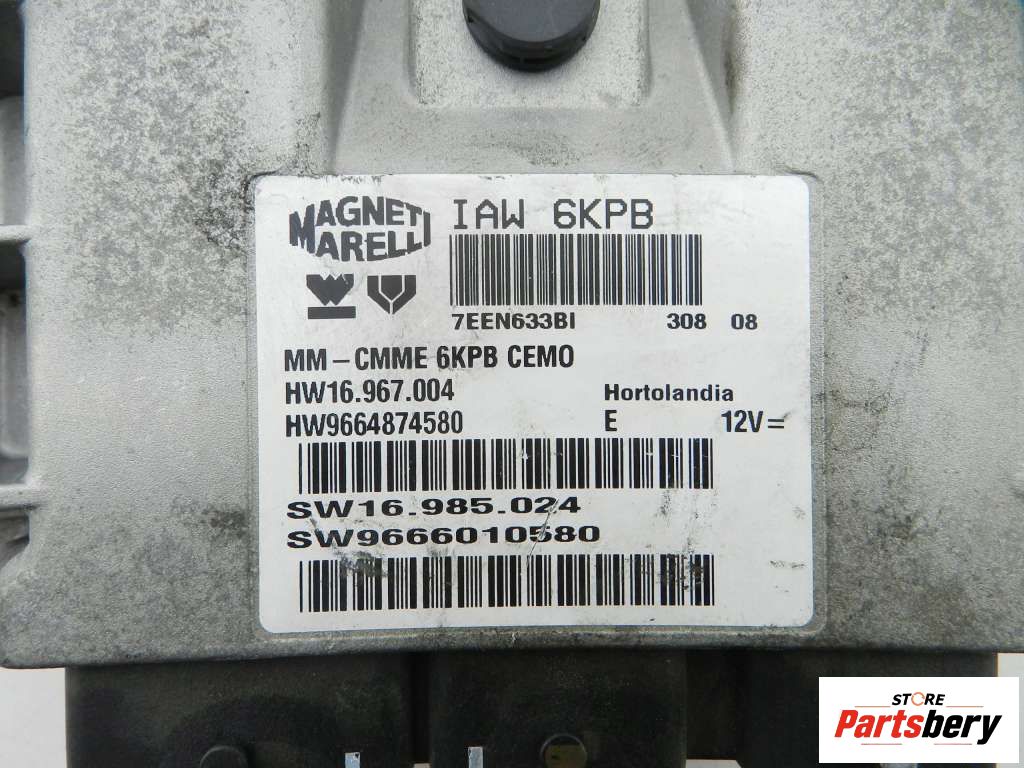 MAGNETI
MARELLI
IAW 6KPB
7EEN633BI 308 08
MM-CMME 6KPB CEMO
HW16.967.004 Hortolandia
HW9664874580 E 12V=
SW16.985.024
SW9666010580
STORE
Partsbery